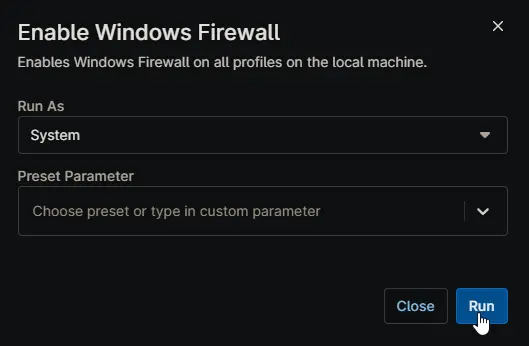 Enable Windows Firewall
Enables Windows Firewall on all profiles on the local machine.
Run As
System
Preset Parameter
Choose preset or type in custom parameter
Close
Run